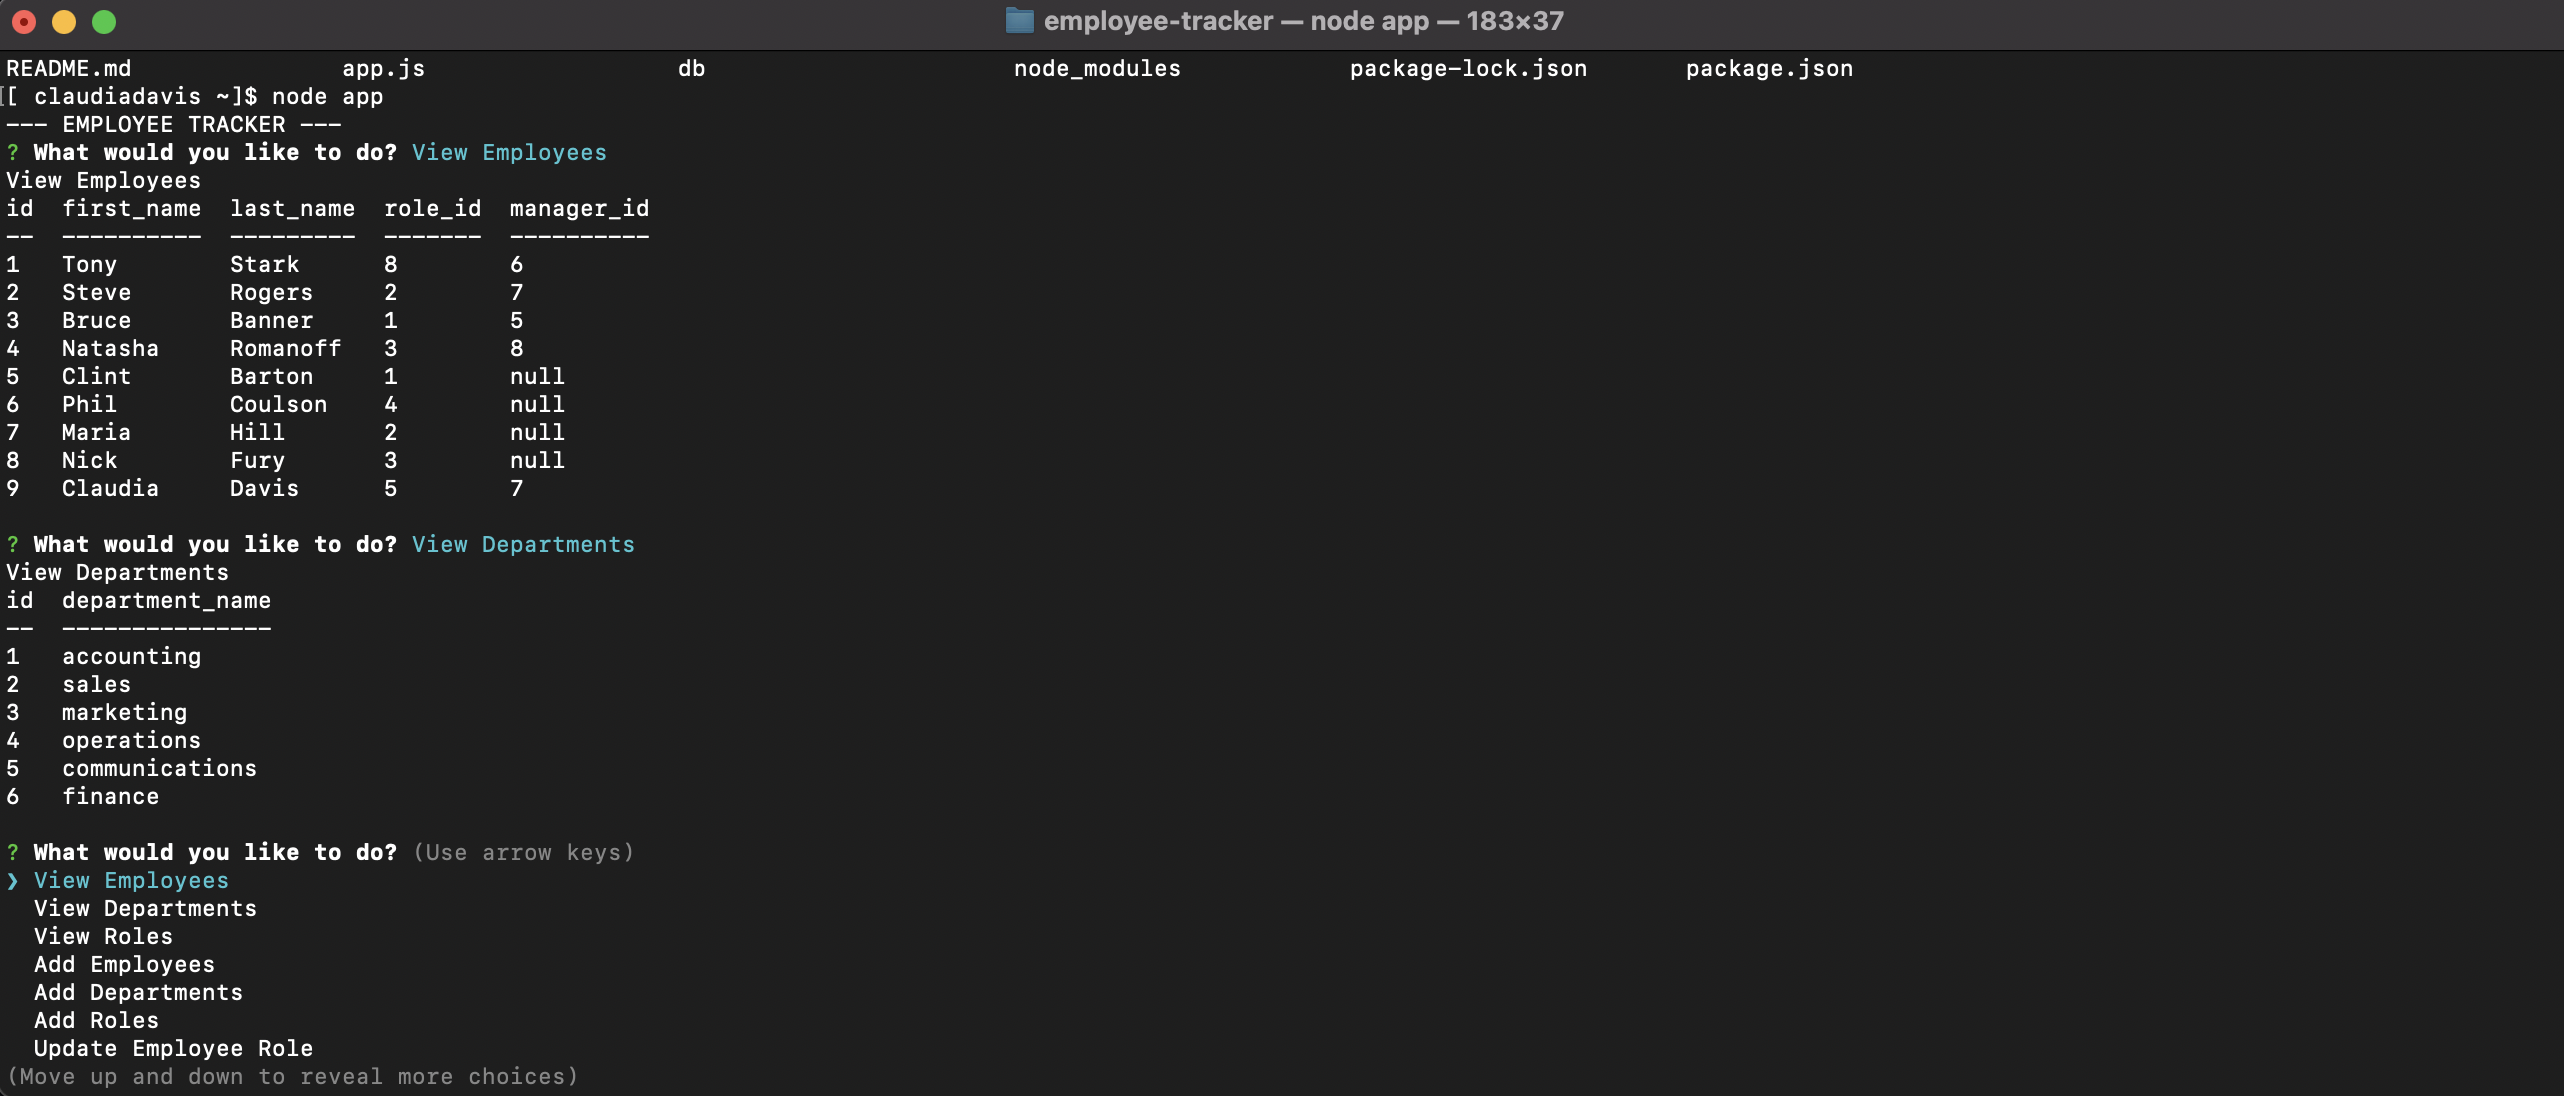 employee-tracker — node app — 183×37
README.md app.js db node_modules package-lock.json package.json
[[ claudiadavis ~]$ node app
--- EMPLOYEE TRACKER ---
? What would you like to do? View Employees
View Employees
id  first_name  last_name  role_id  manager_id
--  ----------  ---------  -------  ----------
1   Tony        Stark      8        6
2   Steve       Rogers     2        7
3   Bruce       Banner     1        5
4   Natasha     Romanoff   3        8
5   Clint       Barton     1        null
6   Phil        Coulson    4        null
7   Maria       Hill       2        null
8   Nick        Fury       3        null
9   Claudia     Davis      5        7
? What would you like to do? View Departments
View Departments
id  department_name
--  ---------------
1   accounting
2   sales
3   marketing
4   operations
5   communications
6   finance
? What would you like to do? (Use arrow keys)
❯ View Employees
  View Departments
  View Roles
  Add Employees
  Add Departments
  Add Roles
  Update Employee Role
(Move up and down to reveal more choices)